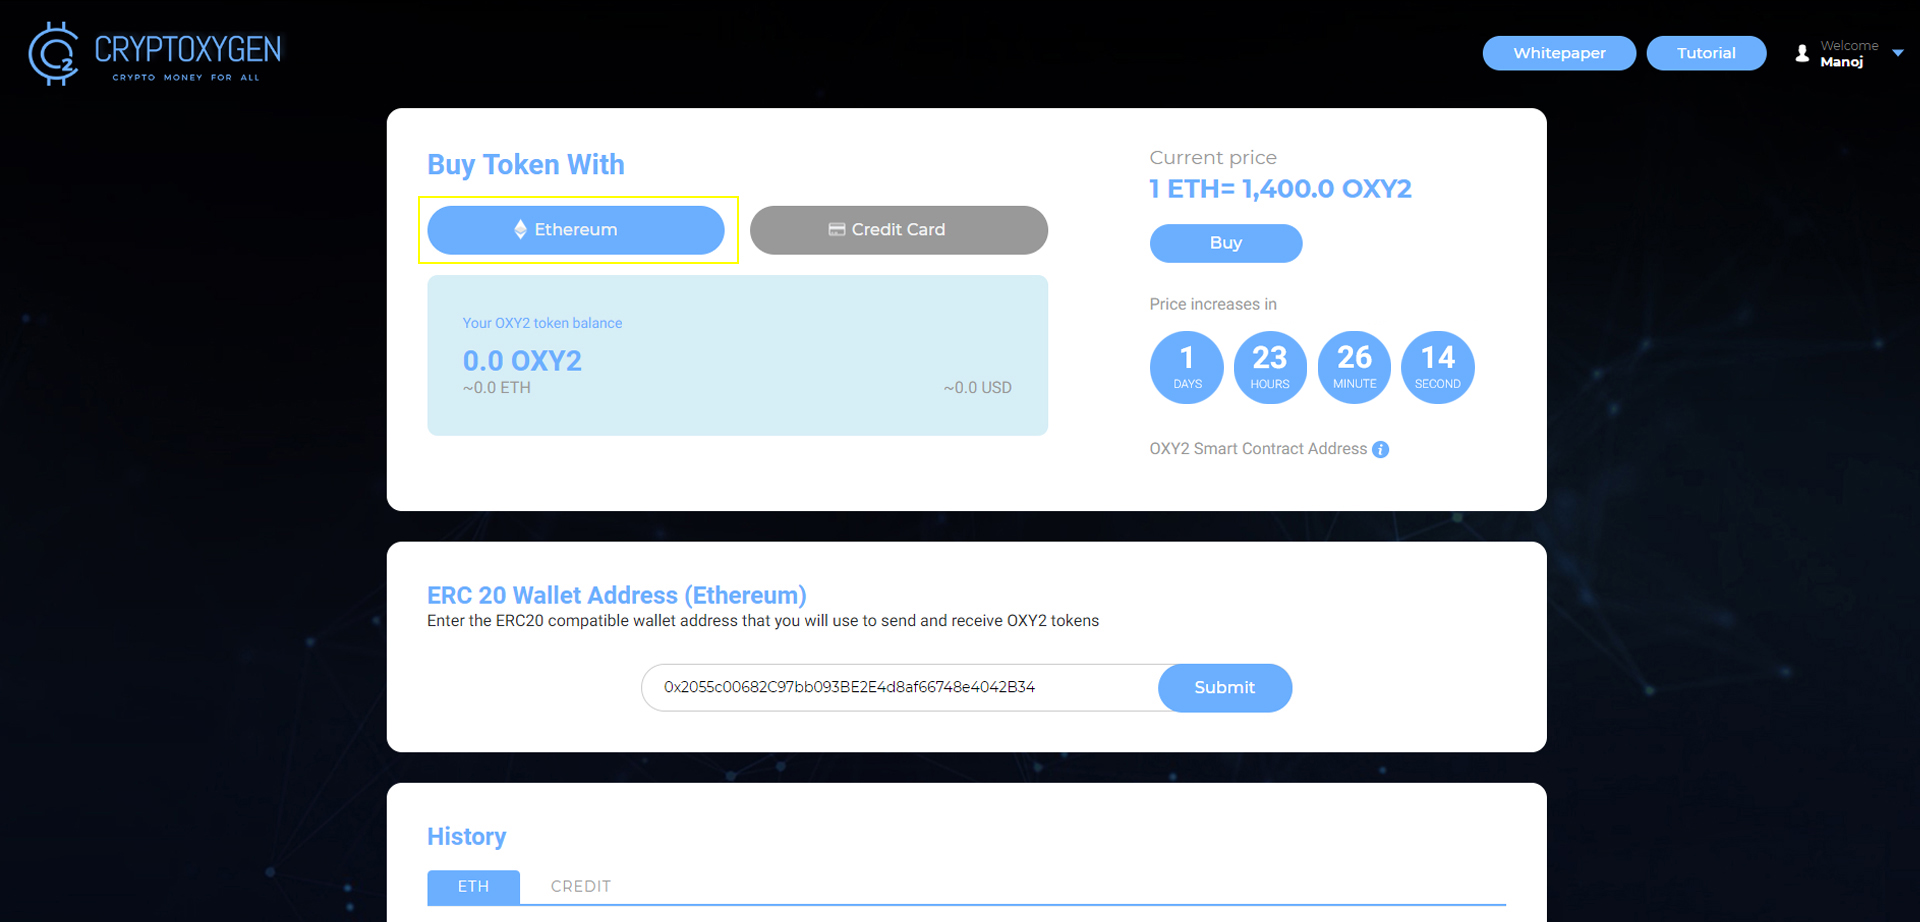 CRYPTOXYGEN
CRYPTO MONEY FOR ALL
Whitepaper
Tutorial
Welcome
Manoj
Buy Token With
Ethereum
Credit Card
Your OXY2 token balance
0.0 OXY2
~0.0 ETH
~0.0 USD
Current price
1 ETH= 1,400.0 OXY2
Buy
Price increases in
1 DAYS
23 HOURS
26 MINUTE
14 SECOND
OXY2 Smart Contract Address
ERC 20 Wallet Address (Ethereum)
Enter the ERC20 compatible wallet address that you will use to send and receive OXY2 tokens
0x2055c00682C97bb093BE2E4d8af66748e4042B34
Submit
History
ETH
CREDIT